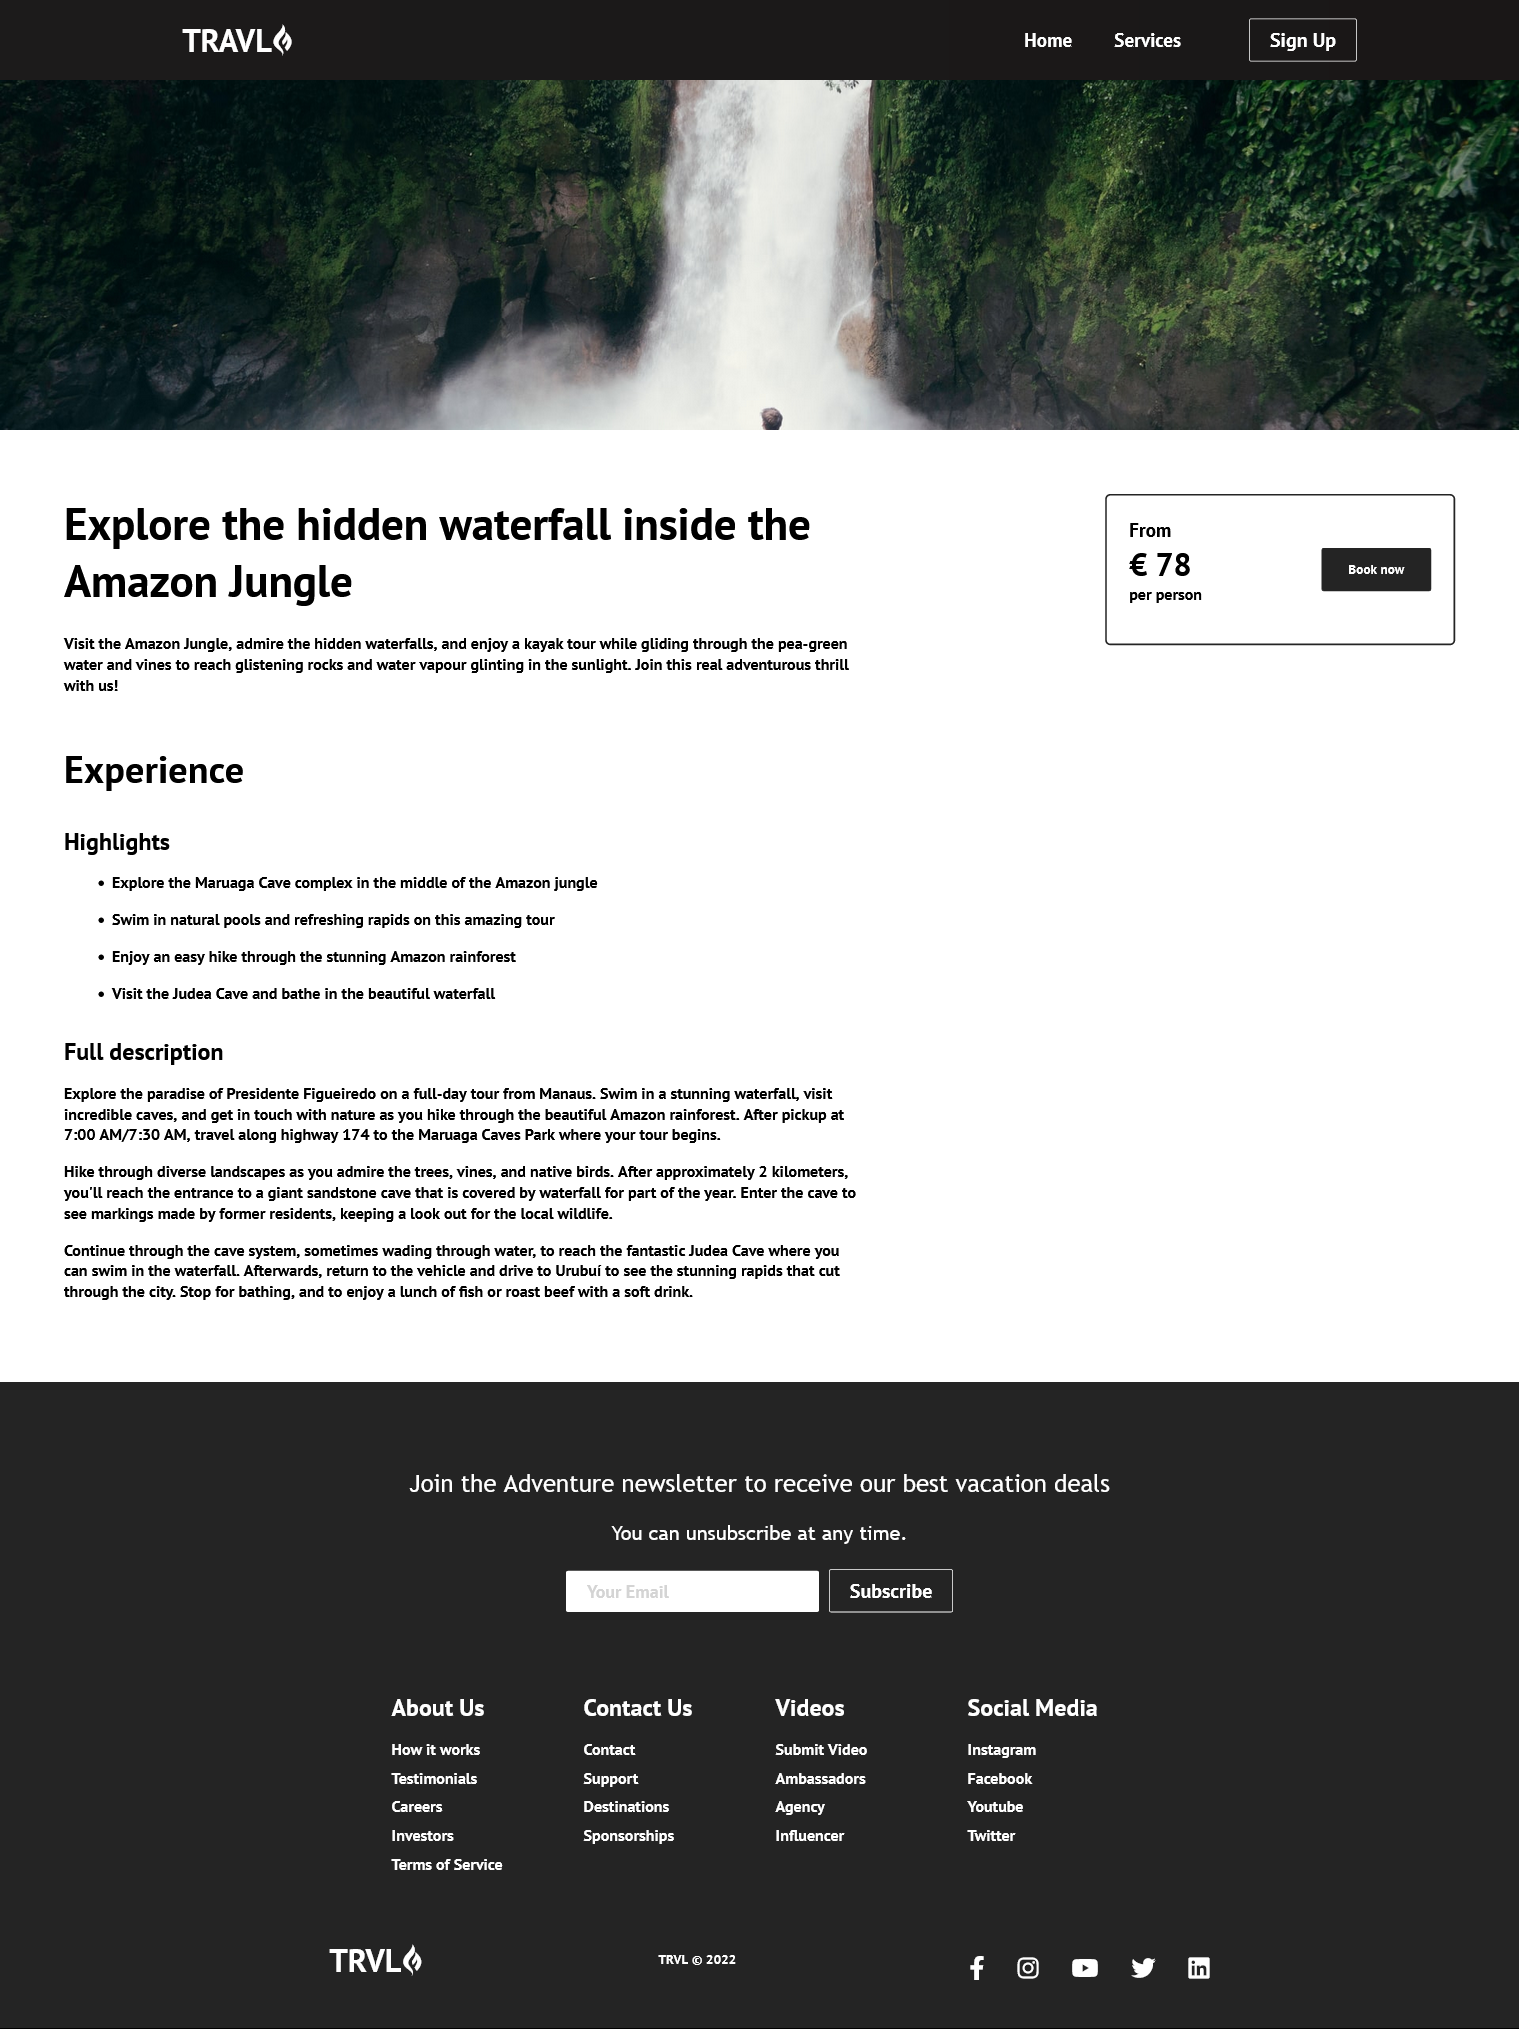 TRAVL
Home
Services
Sign Up
Explore the hidden waterfall inside the
Amazon Jungle
Visit the Amazon Jungle, admire the hidden waterfalls, and enjoy a kayak tour while gliding through the pea-green
water and vines to reach glistening rocks and water vapour glinting in the sunlight. Join this real adventurous thrill
with us!
From
€ 78
per person
Book now
Experience
Highlights
• Explore the Maruaga Cave complex in the middle of the Amazon jungle
• Swim in natural pools and refreshing rapids on this amazing tour
• Enjoy an easy hike through the stunning Amazon rainforest
• Visit the Judea Cave and bathe in the beautiful waterfall
Full description
Explore the paradise of Presidente Figueiredo on a full-day tour from Manaus. Swim in a stunning waterfall, visit
incredible caves, and get in touch with nature as you hike through the beautiful Amazon rainforest. After pickup at
7:00 AM/7:30 AM, travel along highway 174 to the Maruaga Caves Park where your tour begins.
Hike through diverse landscapes as you admire the trees, vines, and native birds. After approximately 2 kilometers,
you'll reach the entrance to a giant sandstone cave that is covered by waterfall for part of the year. Enter the cave to
see markings made by former residents, keeping a look out for the local wildlife.
Continue through the cave system, sometimes wading through water, to reach the fantastic Judea Cave where you
can swim in the waterfall. Afterwards, return to the vehicle and drive to Urubuí to see the stunning rapids that cut
through the city. Stop for bathing, and to enjoy a lunch of fish or roast beef with a soft drink.
Join the Adventure newsletter to receive our best vacation deals
You can unsubscribe at any time.
Your Email
Subscribe
About Us
How it works
Testimonials
Careers
Investors
Terms of Service
Contact Us
Contact
Support
Destinations
Sponsorships
Videos
Submit Video
Ambassadors
Agency
Influencer
Social Media
Instagram
Facebook
Youtube
Twitter
TRVL
TRVL © 2022